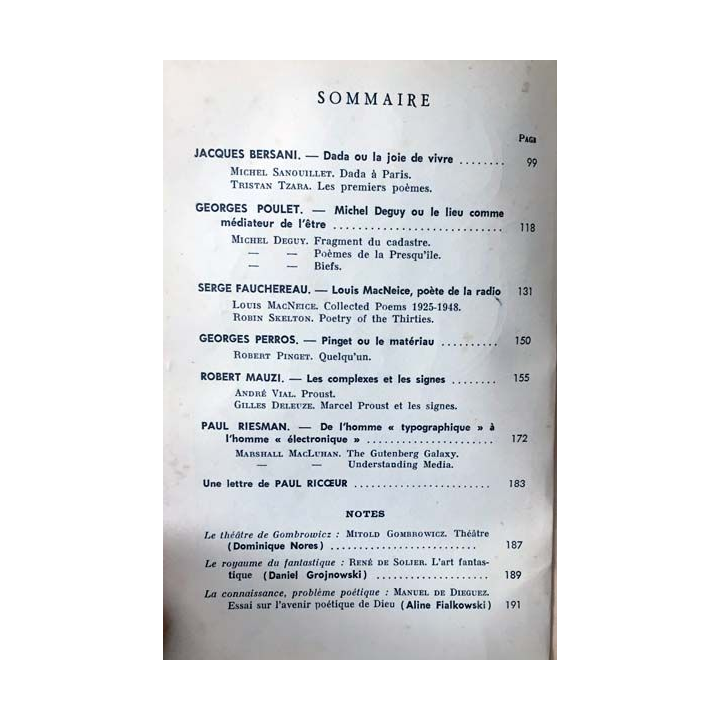 SOMMAIRE
PAGE
JACQUES BERSANI. — Dada ou la joie de vivre ........ 99
MICHEL SANOUILLET. Dada à Paris.
TRISTAN TZARA. Les premiers poèmes.
GEORGES POULET. — Michel Deguy ou le lieu comme
médiateur de l'être ............................. 118
MICHEL DEGUY. Fragment du cadastre.
— — Poèmes de la Presqu'île.
— — Biefs.
SERGE FAUCHEREAU. — Louis MacNeice, poète de la radio 131
LOUIS MACNEICE. Collected Poems 1925-1948.
ROBIN SKELTON. Poetry of the Thirties.
GEORGES PERROS. — Pinget ou le matériau .......... 150
ROBERT PINGET. Quelqu'un.
ROBERT MAUZI. — Les complexes et les signes ........ 155
ANDRÉ VIAL. Proust.
GILLES DELEUZE. Marcel Proust et les signes.
PAUL RIESMAN. — De l'homme « typographique » à
l'homme « électronique » ...................... 172
MARSHALL MACLUHAN. The Gutenberg Galaxy.
— — Understanding Media.
Une lettre de PAUL RICŒUR ........................ 183
NOTES
Le théâtre de Gombrowicz : MITOLD GOMBROWICZ. Théâtre
(Dominique Nores) ......................... 187
Le royaume du fantastique : RENÉ DE SOLIER. L'art fantas-
tique (Daniel Grojnowski) ................... 189
La connaissance, problème poétique : MANUEL DE DIEGUEZ.
Essai sur l'avenir poétique de Dieu (Aline Fialkowski) 191